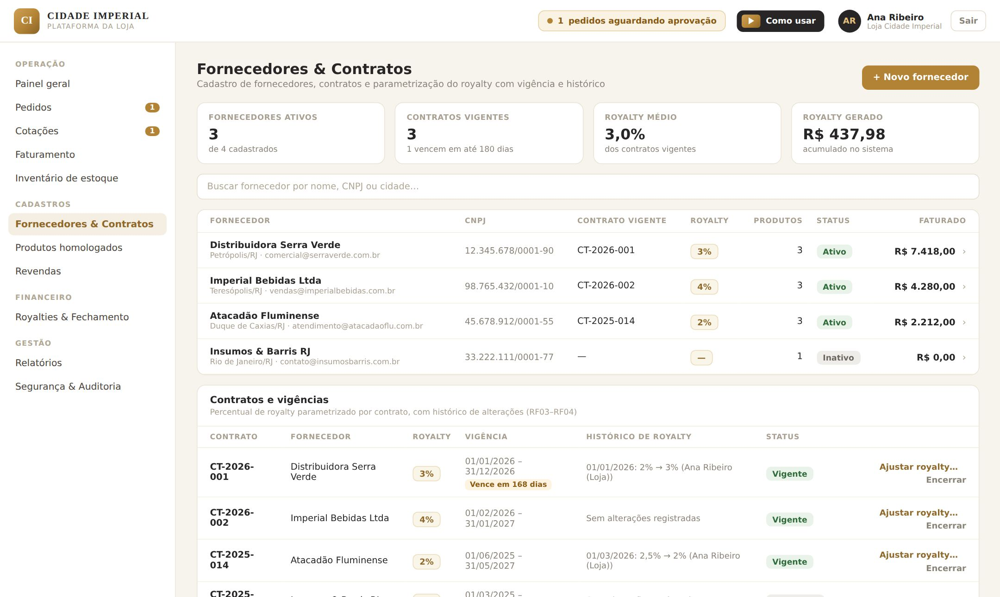 CI
CIDADE IMPERIAL
PLATAFORMA DA LOJA
1 pedidos aguardando aprovação
Como usar
AR
Ana Ribeiro
Loja Cidade Imperial
Sair
OPERAÇÃO
Painel geral
Pedidos 1
Cotações 1
Faturamento
Inventário de estoque
CADASTROS
Fornecedores & Contratos
Produtos homologados
Revendas
FINANCEIRO
Royalties & Fechamento
GESTÃO
Relatórios
Segurança & Auditoria
Fornecedores & Contratos
Cadastro de fornecedores, contratos e parametrização do royalty com vigência e histórico
+ Novo fornecedor
FORNECEDORES ATIVOS
3
de 4 cadastrados
CONTRATOS VIGENTES
3
1 vencem em até 180 dias
ROYALTY MÉDIO
3,0%
dos contratos vigentes
ROYALTY GERADO
R$ 437,98
acumulado no sistema
Buscar fornecedor por nome, CNPJ ou cidade...
FORNECEDOR CNPJ CONTRATO VIGENTE ROYALTY PRODUTOS STATUS FATURADO
Distribuidora Serra Verde
Petrópolis/RJ · comercial@serraverde.com.br
12.345.678/0001-90 CT-2026-001 3% 3 Ativo R$ 7.418,00 ›
Imperial Bebidas Ltda
Teresópolis/RJ · vendas@imperialbebidas.com.br
98.765.432/0001-10 CT-2026-002 4% 3 Ativo R$ 4.280,00 ›
Atacadão Fluminense
Duque de Caxias/RJ · atendimento@atacadaoflu.com.br
45.678.912/0001-55 CT-2025-014 2% 3 Ativo R$ 2.212,00 ›
Insumos & Barris RJ
Rio de Janeiro/RJ · contato@insumosbarris.com.br
33.222.111/0001-77 — — 1 Inativo R$ 0,00 ›
Contratos e vigências
Percentual de royalty parametrizado por contrato, com histórico de alterações (RF03–RF04)
CONTRATO FORNECEDOR ROYALTY VIGÊNCIA HISTÓRICO DE ROYALTY STATUS
CT-2026-
001
Distribuidora Serra
Verde
3%
01/01/2026 –
31/12/2026
Vence em 168 dias
01/01/2026: 2% → 3% (Ana Ribeiro
(Loja))
Vigente
Ajustar royalty...
Encerrar
CT-2026-
002
Imperial Bebidas Ltda
4%
01/02/2026 –
31/01/2027
Sem alterações registradas
Vigente
Ajustar royalty...
Encerrar
CT-2025-
014
Atacadão Fluminense
2%
01/06/2025 –
31/05/2027
01/03/2026: 2,5% → 2% (Ana Ribeiro
(Loja))
Vigente
Ajustar royalty...
Encerrar
CT-2025-
01/03/2025 –